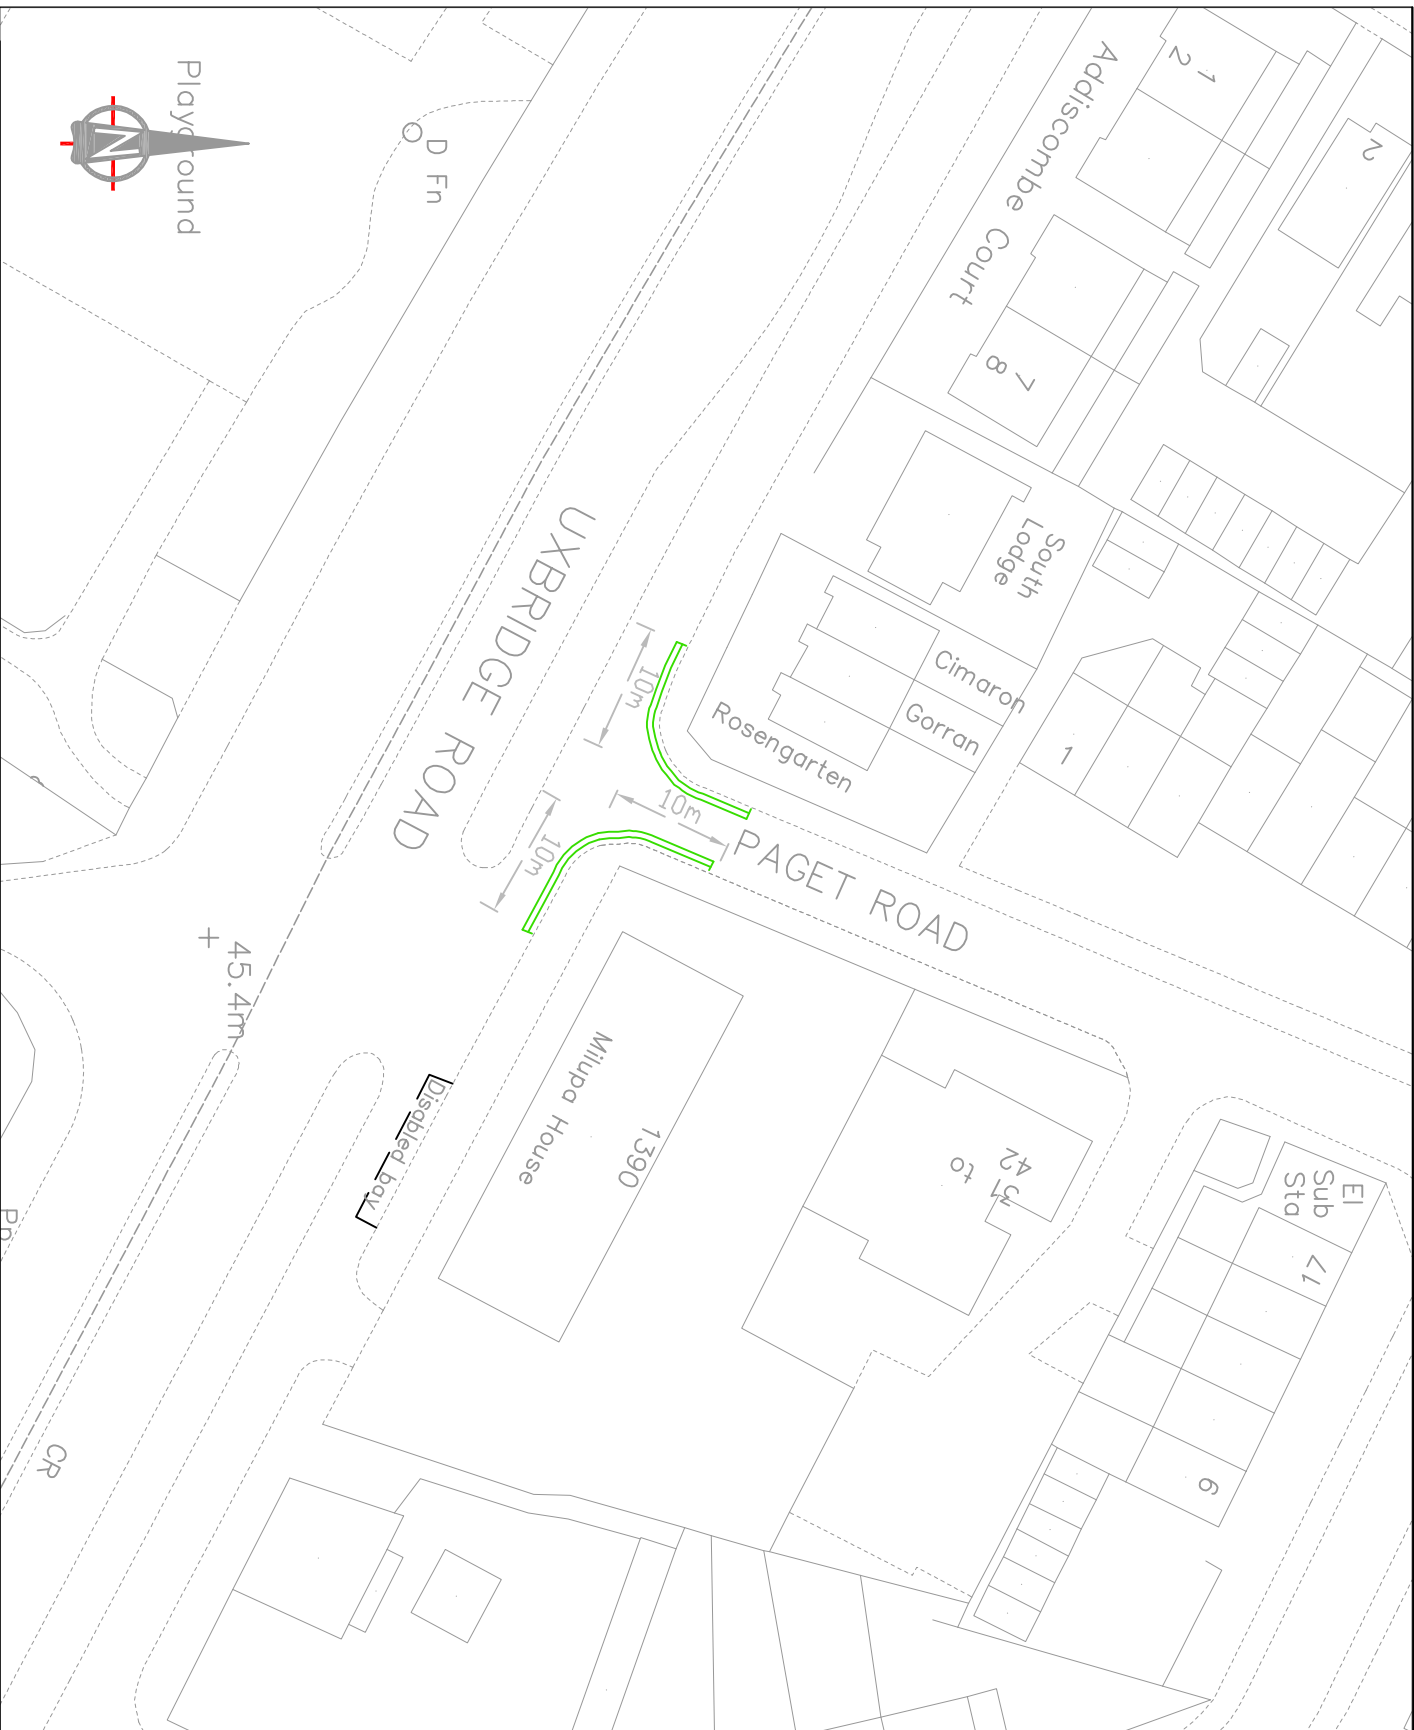 Playground
N
D Fn
Addiscombe Court
1
2
2
7
8
South
Lodge
Cimaron
Gorran
Rosengarten
1
UXBRIDGE ROAD
10m
10m
10m
PAGET ROAD
45.4m
Disabled bay
Milupa House
1390
31
to
42
El
Sub
Sta
17
6
CR